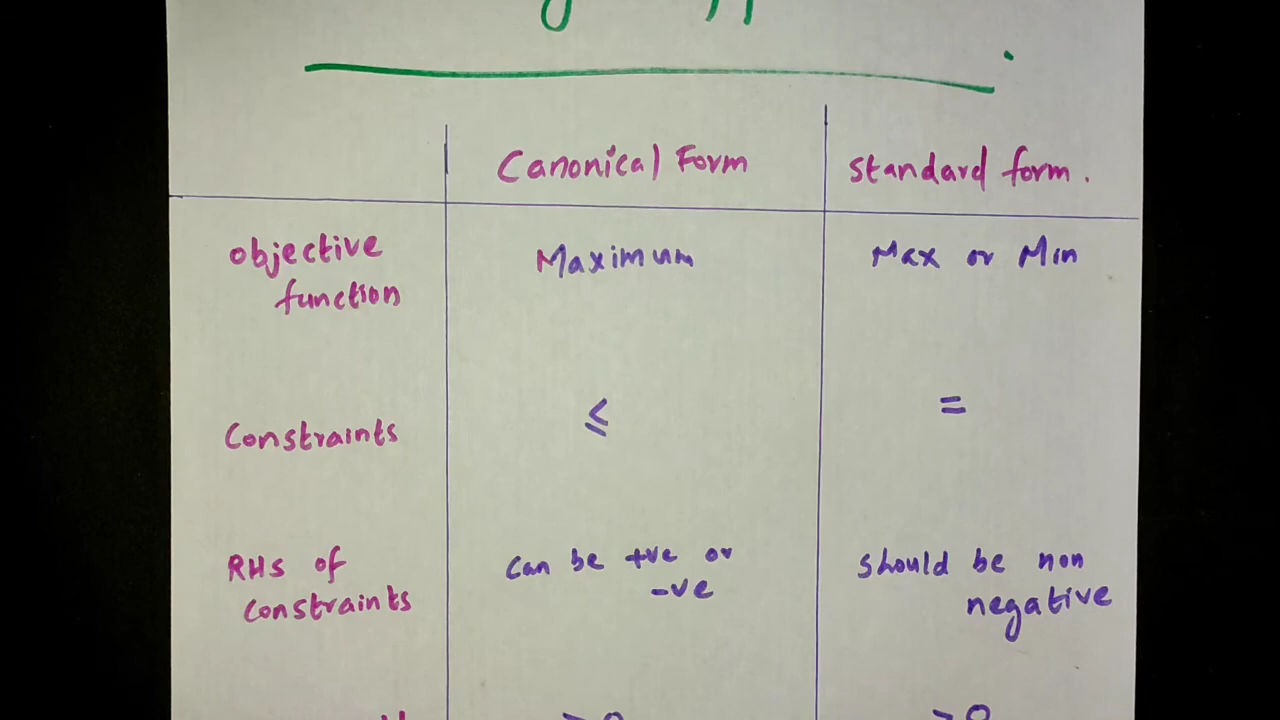 Canonical Form
standard form.
objective
function
Maximum
Max or Min
Constraints
≤
=
RHS of
constraints
can be +ve or
-ve
should be non
negative